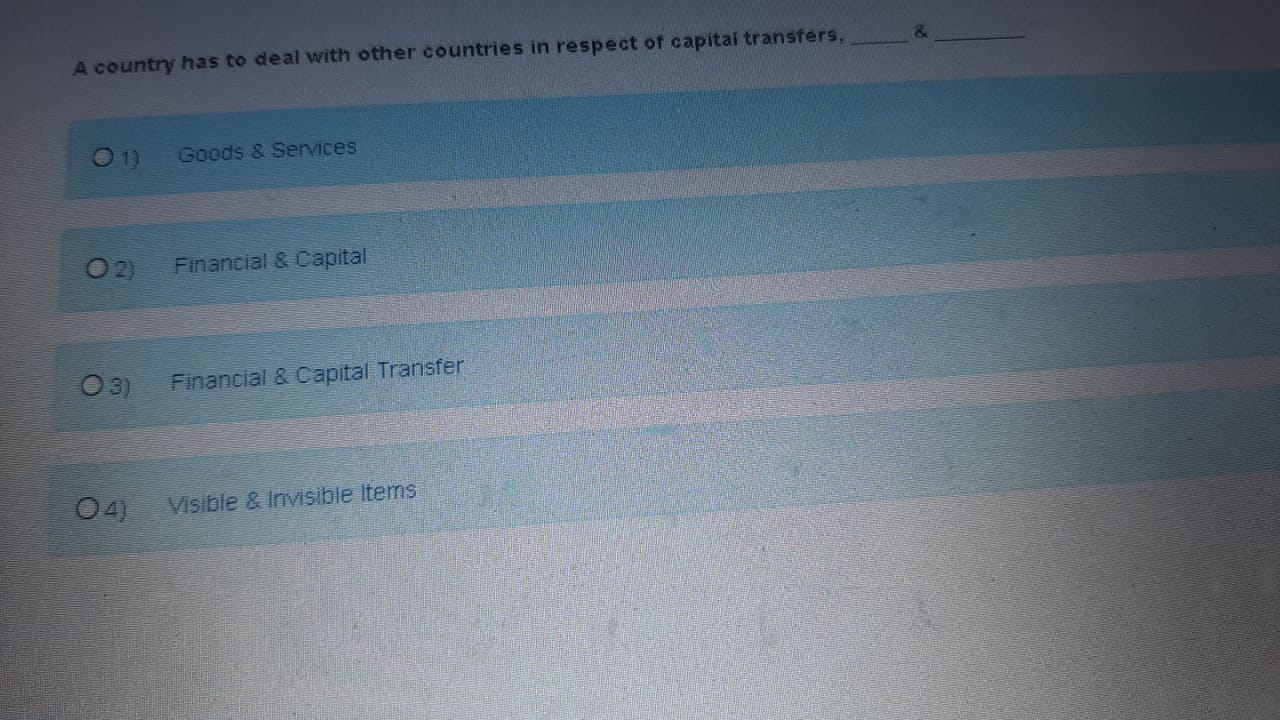 A country has to deal with other countries in respect of capital transfers, _____ & ________
1) Goods & Services
2) Financial & Capital
3) Financial & Capital Transfer
4) Visible & Invisible Items